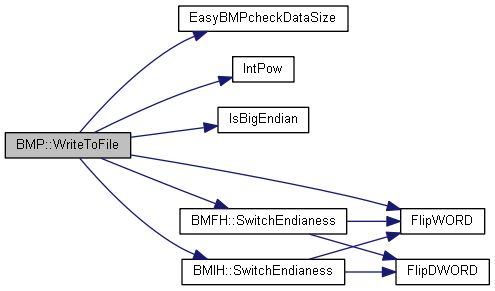 EasyBMPcheckDataSize
IntPow
IsBigEndian
BMP::WriteToFile
BMFH::SwitchEndianess
FlipWORD
BMIH::SwitchEndianess
FlipDWORD